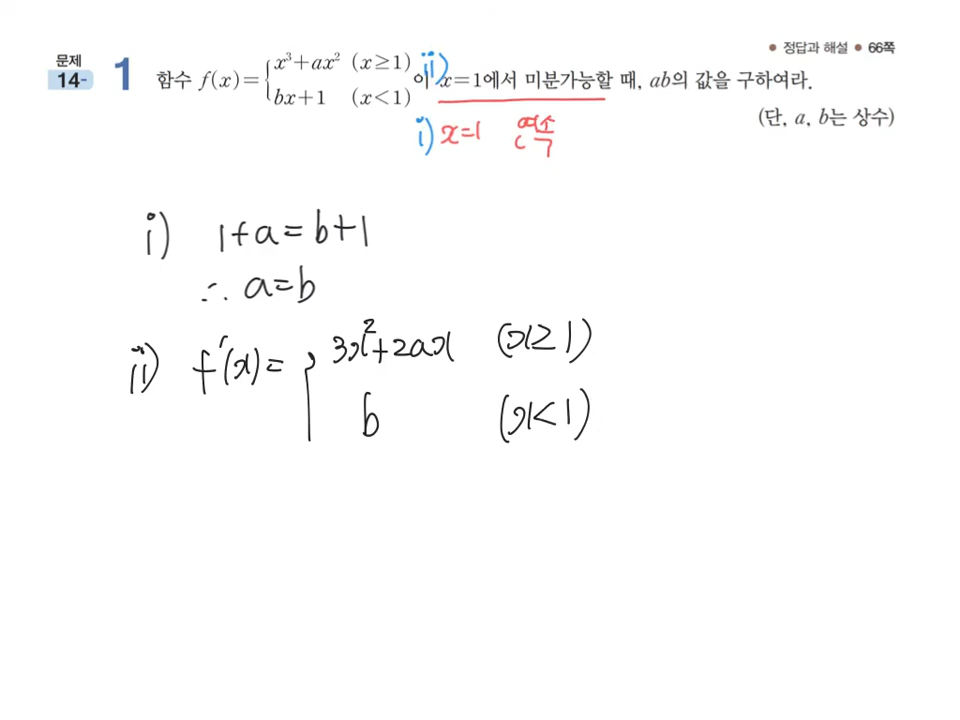 ● 정답과 해설 ● 66쪽
문제 14- 1 함수 f(x)={x³+ax² (x≥1) bx+1 (x<1) 이 x=1에서 미분가능할 때, ab의 값을 구하여라.
(단, a, b는 상수)
ii)
i) x=1 연속
i) 1+a=b+1
∴ a=b
ii) f'(x)={3x²+2ax (x≥1)
b (x<1)